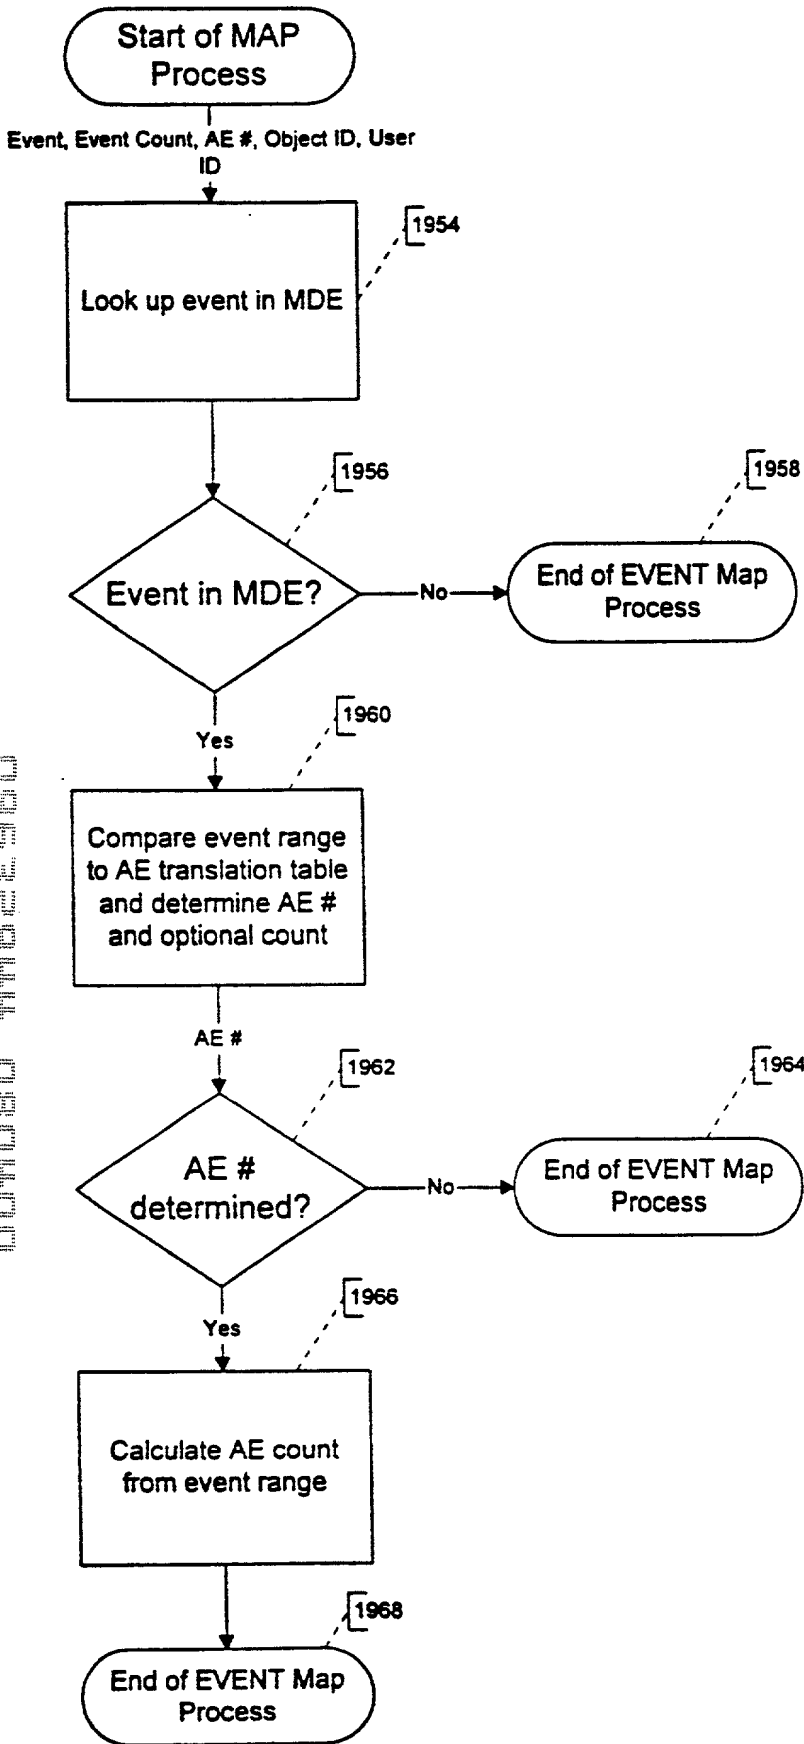 Start of MAP
Process
Event, Event Count, AE #, Object ID, User
ID
1954
Look up event in MDE
1956
1958
Event in MDE?
No
End of EVENT Map
Process
1960
Yes
Compare event range
to AE translation table
and determine AE #
and optional count
AE #
1962
1964
AE #
determined?
No
End of EVENT Map
Process
1966
Yes
Calculate AE count
from event range
1968
End of EVENT Map
Process